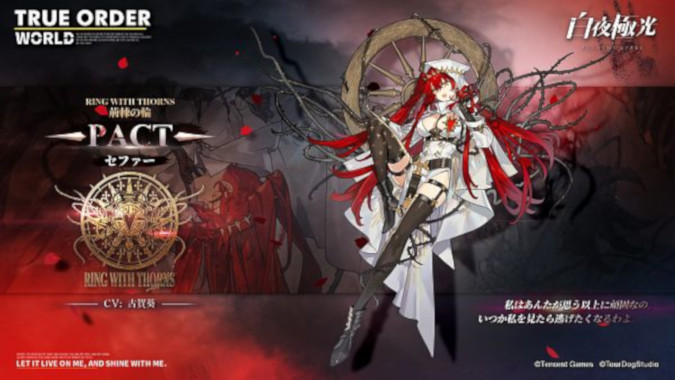 TRUE ORDER
WORLD
白夜極光
RING WITH THORNS
荊棘の輪
PACT
セファー
RING WITH THORNS
CV: 古賀葵
私はあんたが思う以上に頑固なの
いつか私を見たら逃げたくなるわよ
LET IT LIVE ON ME, AND SHINE WITH ME.
©Tencent Games ©TourDogStudio